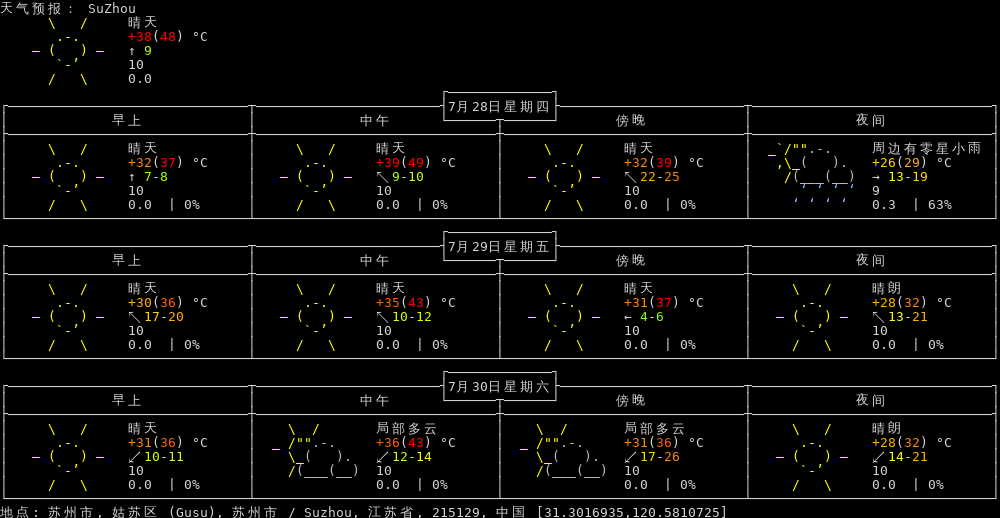 天气预报: SuZhou
晴天
+38(48) °C
↑ 9
10
0.0
7月28日星期四
早上 中午 傍晚 夜间
晴天 晴天 晴天 周边有零星小雨
+32(37) °C +39(49) °C +32(39) °C +26(29) °C
↑ 7-8 ↖ 9-10 ↖ 22-25 → 13-19
10 10 10 9
0.0 | 0% 0.0 | 0% 0.0 | 0% 0.3 | 63%
7月29日星期五
早上 中午 傍晚 夜间
晴天 晴天 晴天 晴朗
+30(36) °C +35(43) °C +31(37) °C +28(32) °C
↖ 17-20 ↖ 10-12 ← 4-6 ↖ 13-21
10 10 10 10
0.0 | 0% 0.0 | 0% 0.0 | 0% 0.0 | 0%
7月30日星期六
早上 中午 傍晚 夜间
晴天 局部多云 局部多云 晴朗
+31(36) °C +36(43) °C +31(36) °C +28(32) °C
↙ 10-11 ↙ 12-14 ↙ 17-26 ↙ 14-21
10 10 10 10
0.0 | 0% 0.0 | 0% 0.0 | 0% 0.0 | 0%
地点: 苏州市, 姑苏区 (Gusu), 苏州市 / Suzhou, 江苏省, 215129, 中国 [31.3016935,120.5810725]